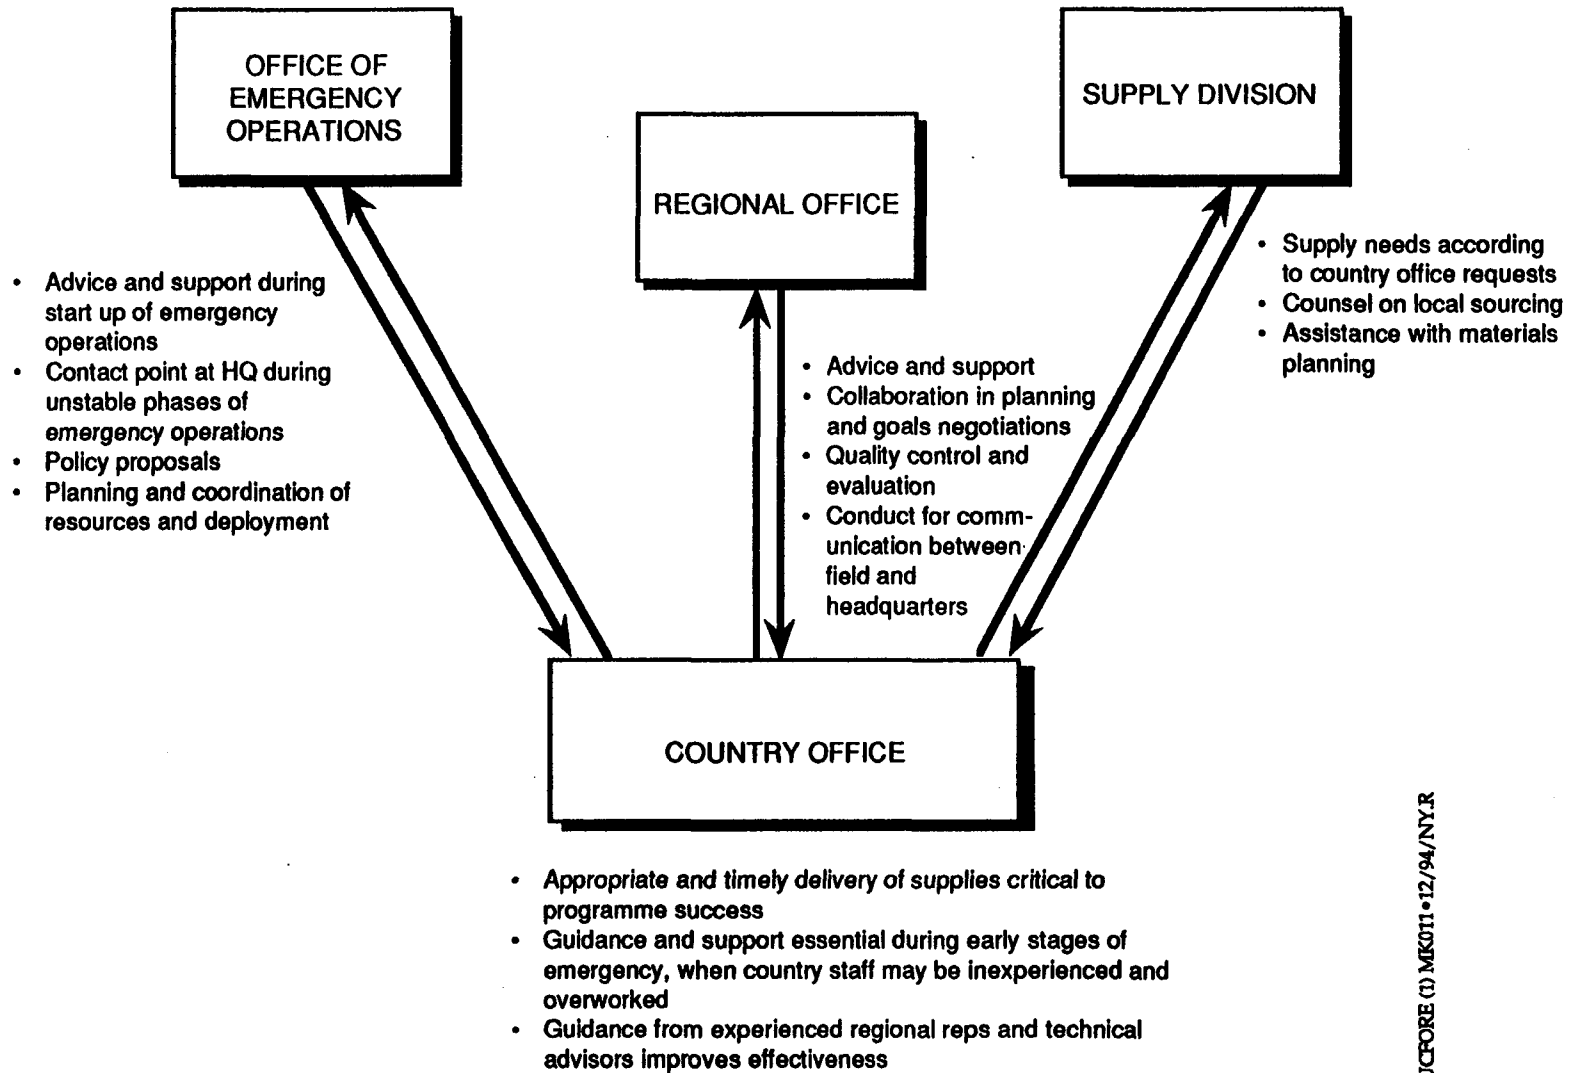 OFFICE OF
EMERGENCY
OPERATIONS
REGIONAL OFFICE
SUPPLY DIVISION
• Advice and support during
start up of emergency
operations
• Contact point at HQ during
unstable phases of
emergency operations
• Policy proposals
• Planning and coordination of
resources and deployment
• Advice and support
• Collaboration in planning
and goals negotiations
• Quality control and
evaluation
• Conduct for comm-
unication between
field and
headquarters
• Supply needs according
to country office requests
• Counsel on local sourcing
• Assistance with materials
planning
COUNTRY OFFICE
• Appropriate and timely delivery of supplies critical to
programme success
• Guidance and support essential during early stages of
emergency, when country staff may be inexperienced and
overworked
• Guidance from experienced regional reps and technical
advisors improves effectiveness
(1) MK011•12/94/NY.R